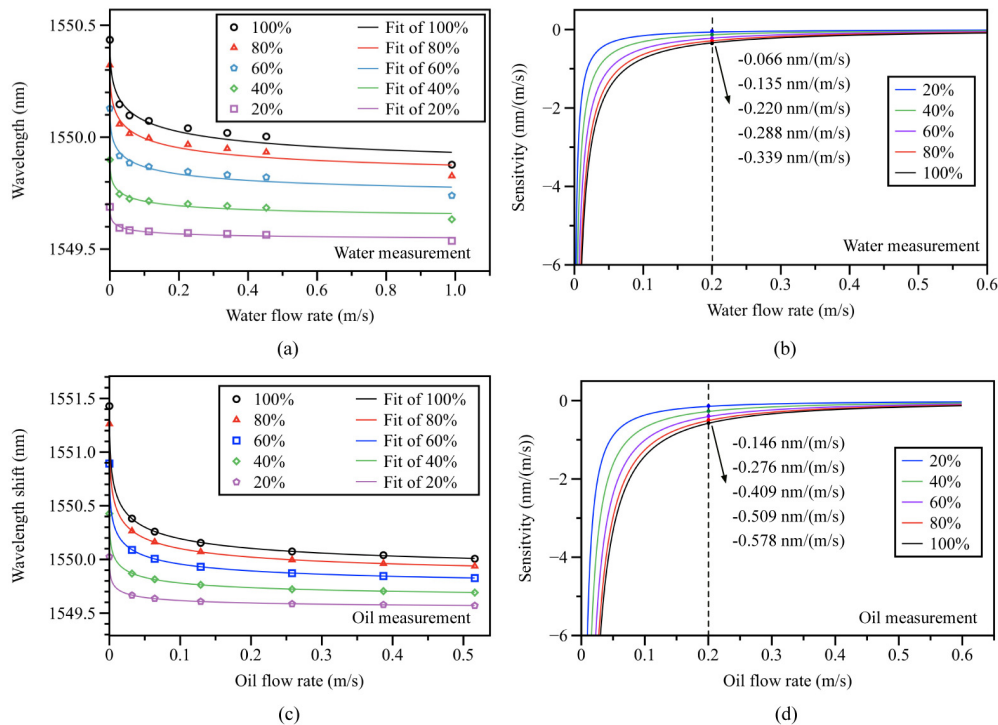 1550.5
1550.0
1549.5
Wavelength (nm)
100%
80%
60%
40%
20%
Fit of 100%
Fit of 80%
Fit of 60%
Fit of 40%
Fit of 20%
Water measurement
0
0.2
0.4
0.6
0.8
1.0
Water flow rate (m/s)
(a)
0
−2
−4
−6
Sensitivity (nm/(m/s))
-0.066 nm/(m/s)
-0.135 nm/(m/s)
-0.220 nm/(m/s)
-0.288 nm/(m/s)
-0.339 nm/(m/s)
20%
40%
60%
80%
100%
Water measurement
0
0.1
0.2
0.3
0.4
0.5
0.6
Water flow rate (m/s)
(b)
1551.5
1551.0
1550.5
1550.0
1549.5
Wavelength shift (nm)
100%
80%
60%
40%
20%
Fit of 100%
Fit of 80%
Fit of 60%
Fit of 40%
Fit of 20%
Oil measurement
0
0.1
0.2
0.3
0.4
0.5
Oil flow rate (m/s)
(c)
0
−2
−4
−6
Sensitvity (nm/(m/s))
-0.146 nm/(m/s)
-0.276 nm/(m/s)
-0.409 nm/(m/s)
-0.509 nm/(m/s)
-0.578 nm/(m/s)
20%
40%
60%
80%
100%
Oil measurement
0
0.1
0.2
0.3
0.4
0.5
0.6
Oil flow rate (m/s)
(d)